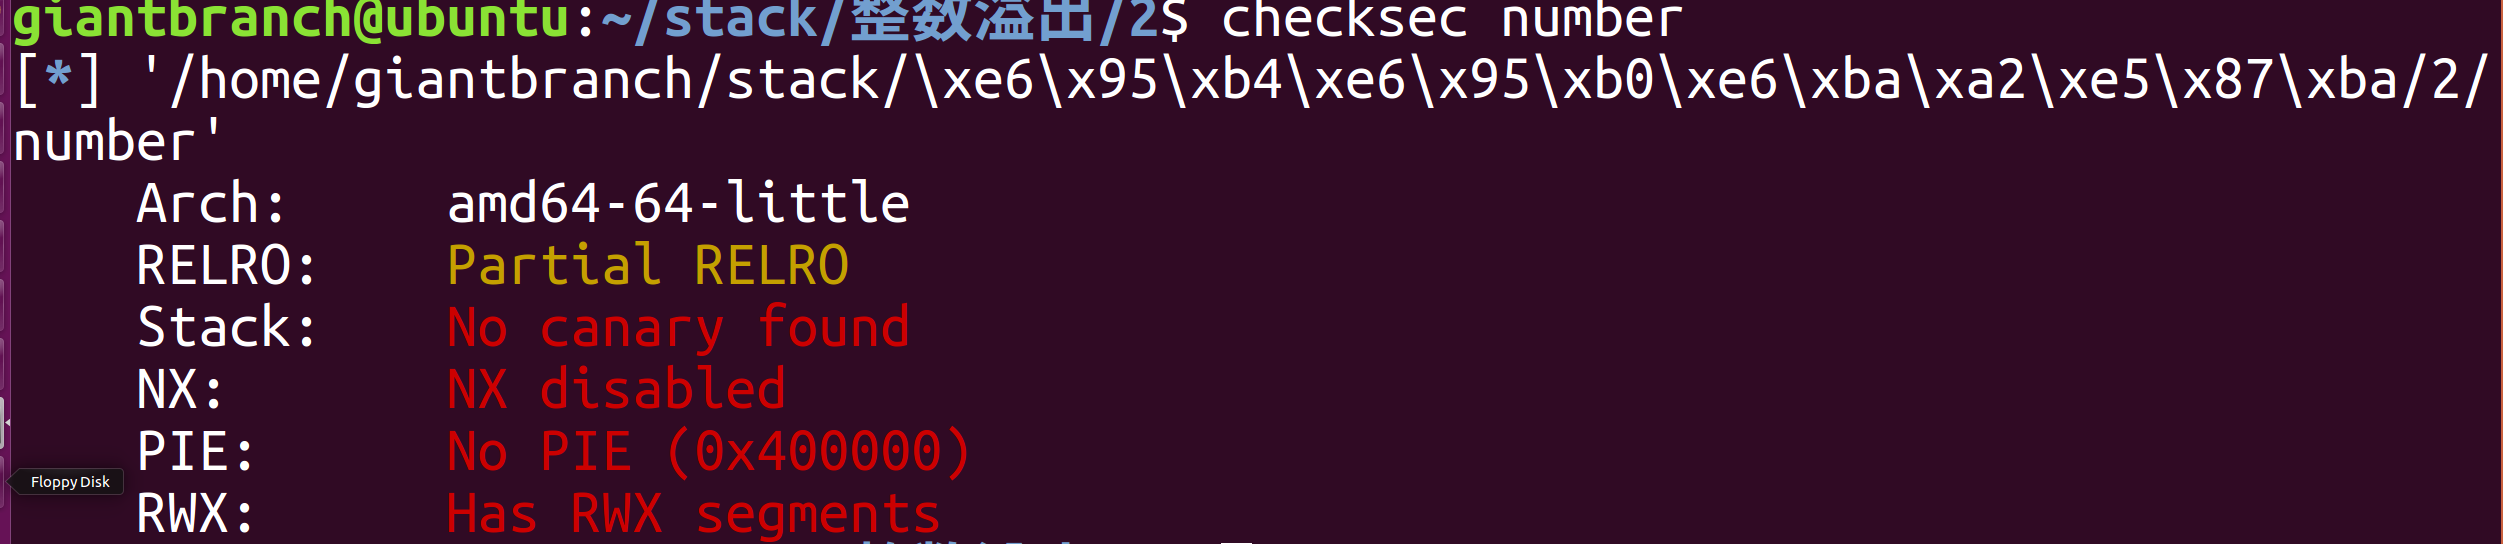 giantbranch@ubuntu:~/stack/整数溢出/2$ checksec number
[*] '/home/giantbranch/stack/\xe6\x95\xb4\xe6\x95\xb0\xe6\xba\xa2\xe5\x87\xba/2/
number'
Arch: amd64-64-little
RELRO: Partial RELRO
Stack: No canary found
NX: NX disabled
PIE: No PIE (0x400000)
Floppy Disk
RWX: Has RWX segments